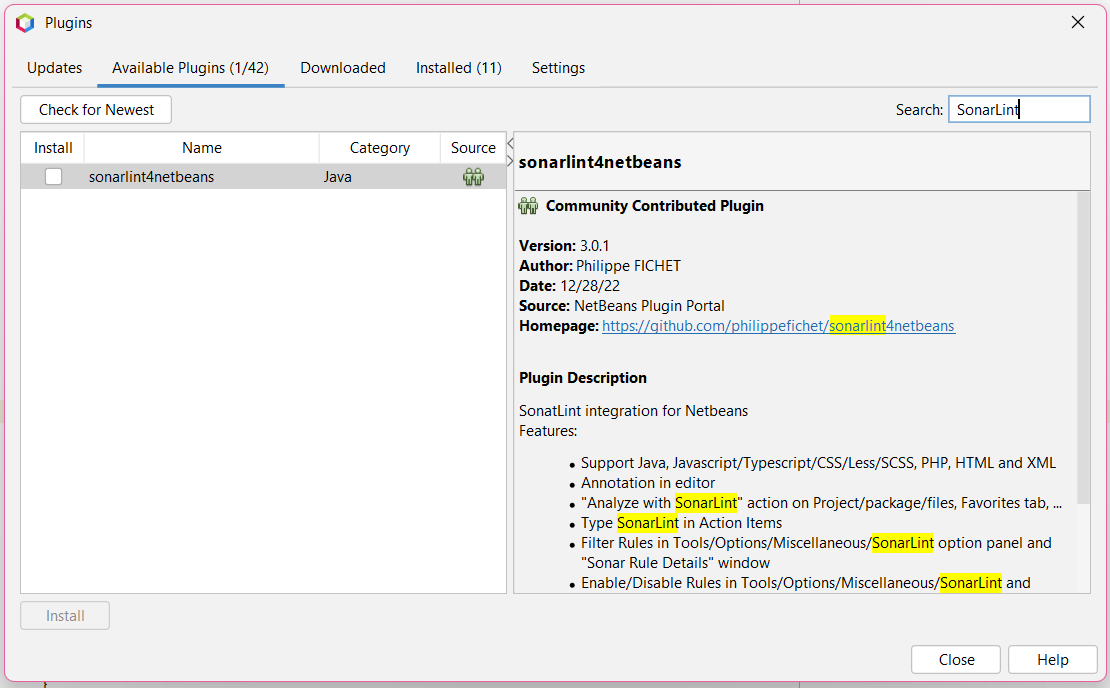 Plugins
Updates
Available Plugins (1/42)
Downloaded
Installed (11)
Settings
Check for Newest
Search:
SonarLint
Install
Name
Category
Source
sonarlint4netbeans
Java
sonarlint4netbeans
Community Contributed Plugin
Version: 3.0.1
Author: Philippe FICHET
Date: 12/28/22
Source: NetBeans Plugin Portal
Homepage: https://github.com/philippefichet/sonarlint4netbeans
Plugin Description
SonatLint integration for Netbeans
Features:
• Support Java, Javascript/Typescript/CSS/Less/SCSS, PHP, HTML and XML
• Annotation in editor
• "Analyze with SonarLint" action on Project/package/files, Favorites tab, ...
• Type SonarLint in Action Items
• Filter Rules in Tools/Options/Miscellaneous/SonarLint option panel and
"Sonar Rule Details" window
• Enable/Disable Rules in Tools/Options/Miscellaneous/SonarLint and
Install
Close
Help